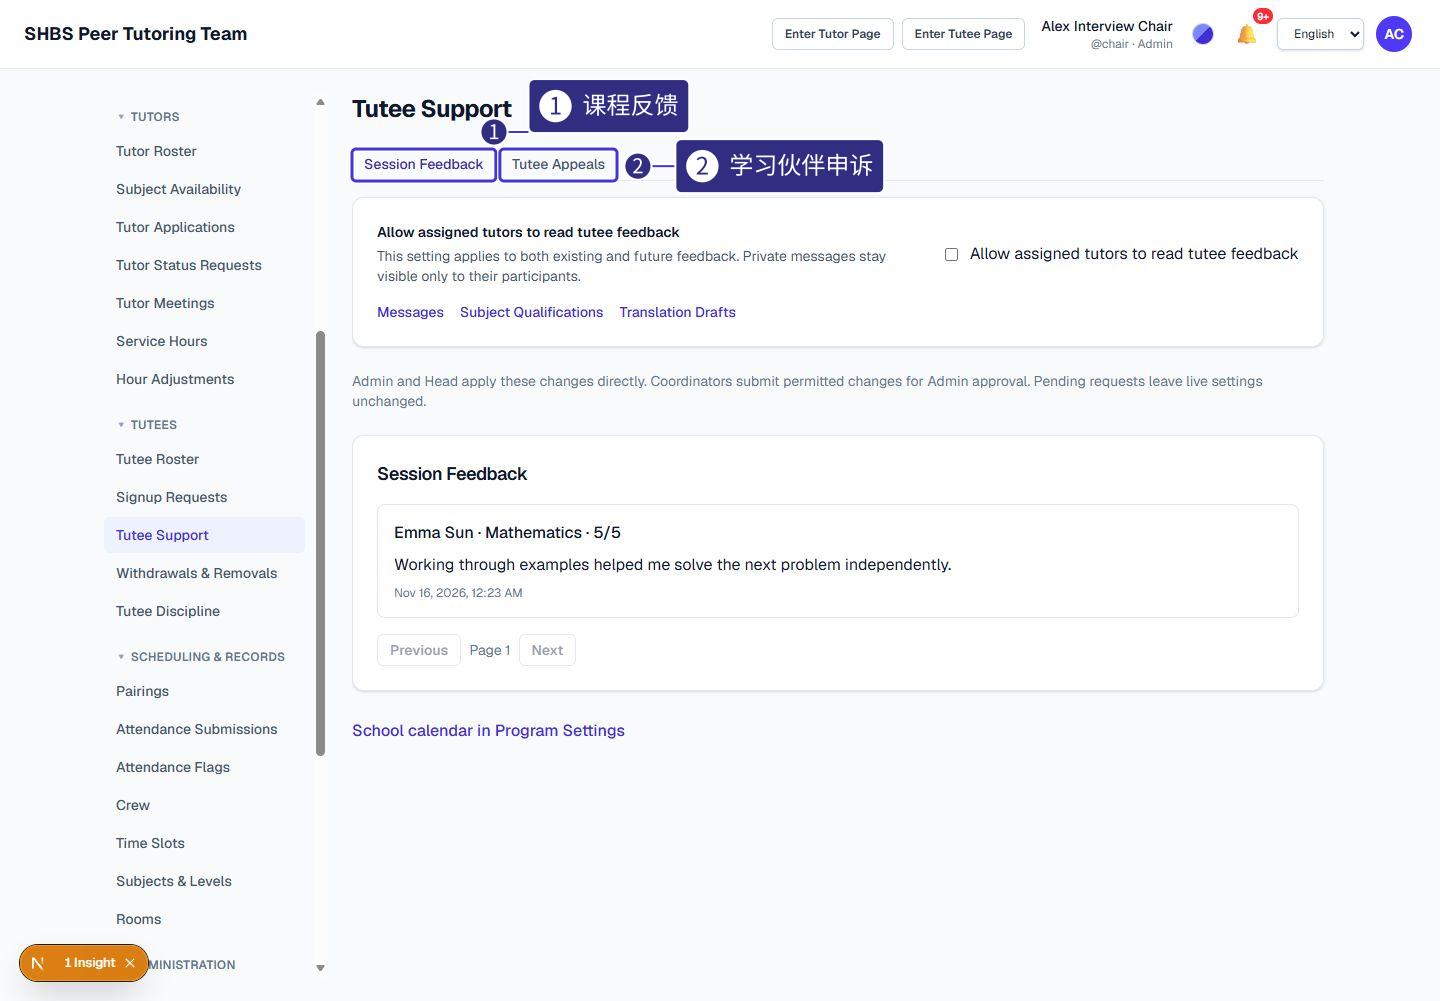 SHBS Peer Tutoring Team
Enter Tutor Page
Enter Tutee Page
Alex Interview Chair
@chair · Admin
9+
English
AC
TUTORS
Tutor Roster
Subject Availability
Tutor Applications
Tutor Status Requests
Tutor Meetings
Service Hours
Hour Adjustments
TUTEES
Tutee Roster
Signup Requests
Tutee Support
Withdrawals & Removals
Tutee Discipline
SCHEDULING & RECORDS
Pairings
Attendance Submissions
Attendance Flags
Crew
Time Slots
Subjects & Levels
Rooms
MINISTRATION
N 1 Insight
Tutee Support
1 课程反馈
1
Session Feedback
Tutee Appeals
2
2 学习伙伴申诉
Allow assigned tutors to read tutee feedback
This setting applies to both existing and future feedback. Private messages stay
visible only to their participants.
Allow assigned tutors to read tutee feedback
Messages Subject Qualifications Translation Drafts
Admin and Head apply these changes directly. Coordinators submit permitted changes for Admin approval. Pending requests leave live settings
unchanged.
Session Feedback
Emma Sun · Mathematics · 5/5
Working through examples helped me solve the next problem independently.
Nov 16, 2026, 12:23 AM
Previous Page 1 Next
School calendar in Program Settings